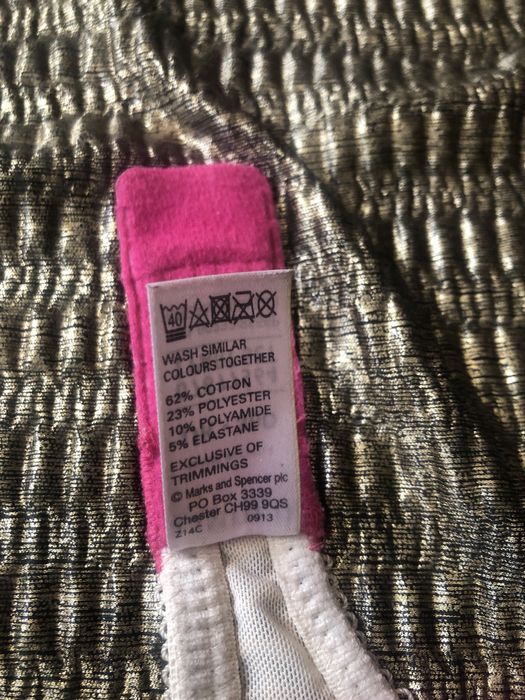 40
WASH SIMILAR
COLOURS TOGETHER
62% COTTON
23% POLYESTER
10% POLYAMIDE
5% ELASTANE
EXCLUSIVE OF
TRIMMINGS
© Marks and Spencer plc
PO Box 3339
Chester CH99 9QS
Z14C 0913